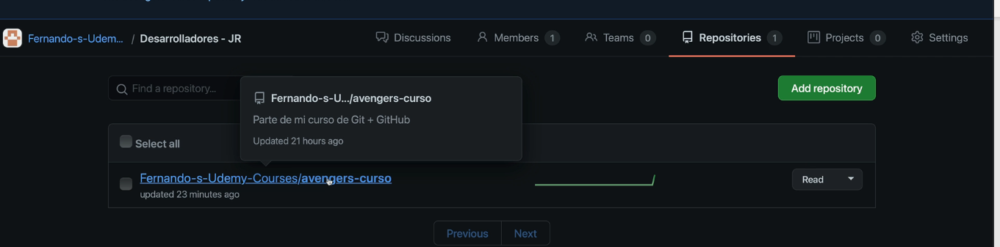 Fernando-s-Udem... / Desarrolladores - JR Discussions Members 1 Teams 0 Repositories 1 Projects 0 Settings
Find a repository... Add repository
Fernando-s-U.../avengers-curso
Parte de mi curso de Git + GitHub
Updated 21 hours ago
Select all
Fernando-s-Udemy-Courses/avengers-curso Read
updated 23 minutes ago
Previous Next